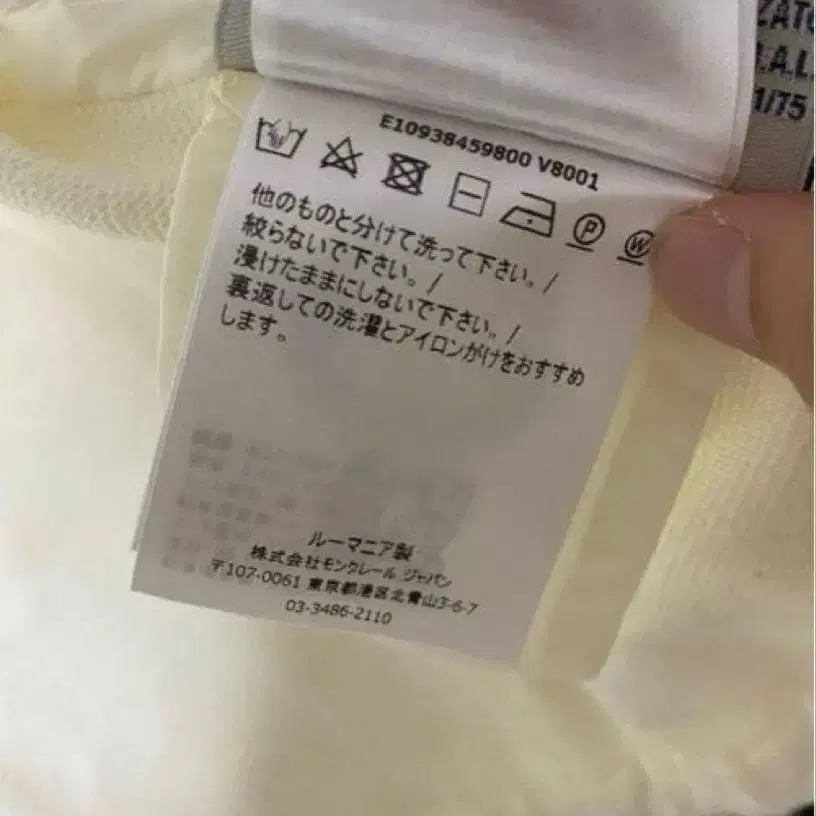 E10938459800 V8001
P
W
他のものと分けて洗って下さい。/
絞らないで下さい。/
浸けたままにしないで下さい。/
裏返しての洗濯とアイロンがけをおすすめ
します。
ルーマニア製
株式会社モンクレール ジャパン
〒107-0061 東京都港区北青山3-6-7
03-3486-2110
1/75